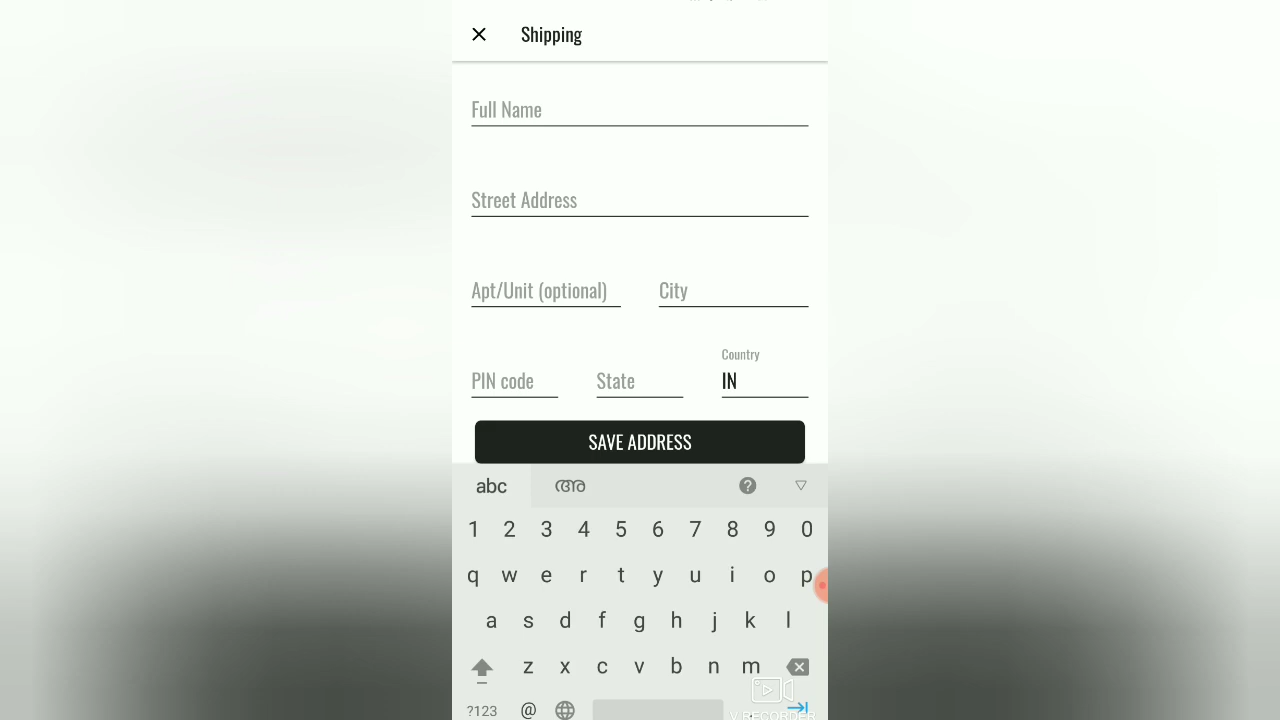 Shipping
Full Name
Street Address
Apt/Unit (optional) City
Country
PIN code State IN
SAVE ADDRESS
abc അ
1 2 3 4 5 6 7 8 9 0
q w e r t y u i o p
a s d f g h j k l
z x c v b n m
?123 @ .
V RECORDER